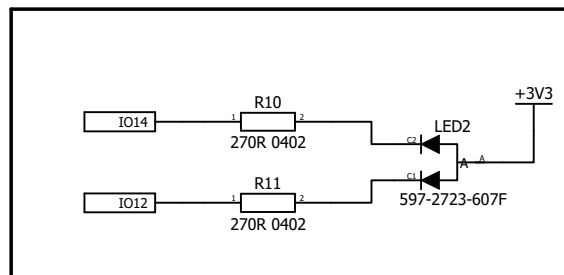 +3V3
R10
IO14 1 2
270R 0402
LED2
C2
A A
C1
597-2723-607F
R11
IO12 1 2
270R 0402